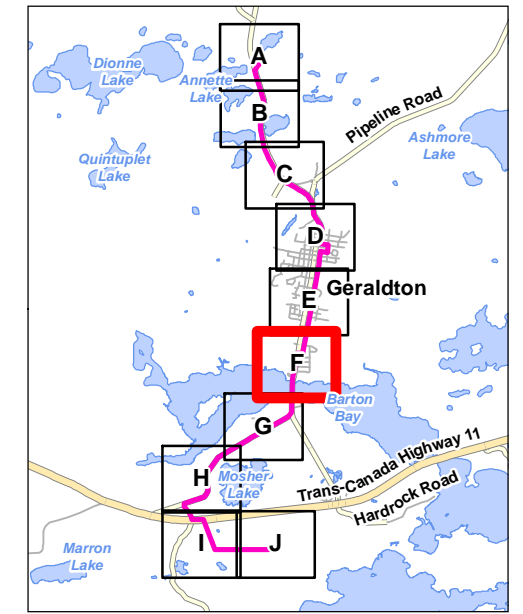 A
Dionne
Lake
Annette
Lake
B
Pipeline Road
Ashmore
Lake
Quintuplet
Lake
C
D
E
Geraldton
F
Barton
Bay
G
Trans-Canada Highway 11
H
Mosher
Lake
Hardrock Road
I
J
Marron
Lake